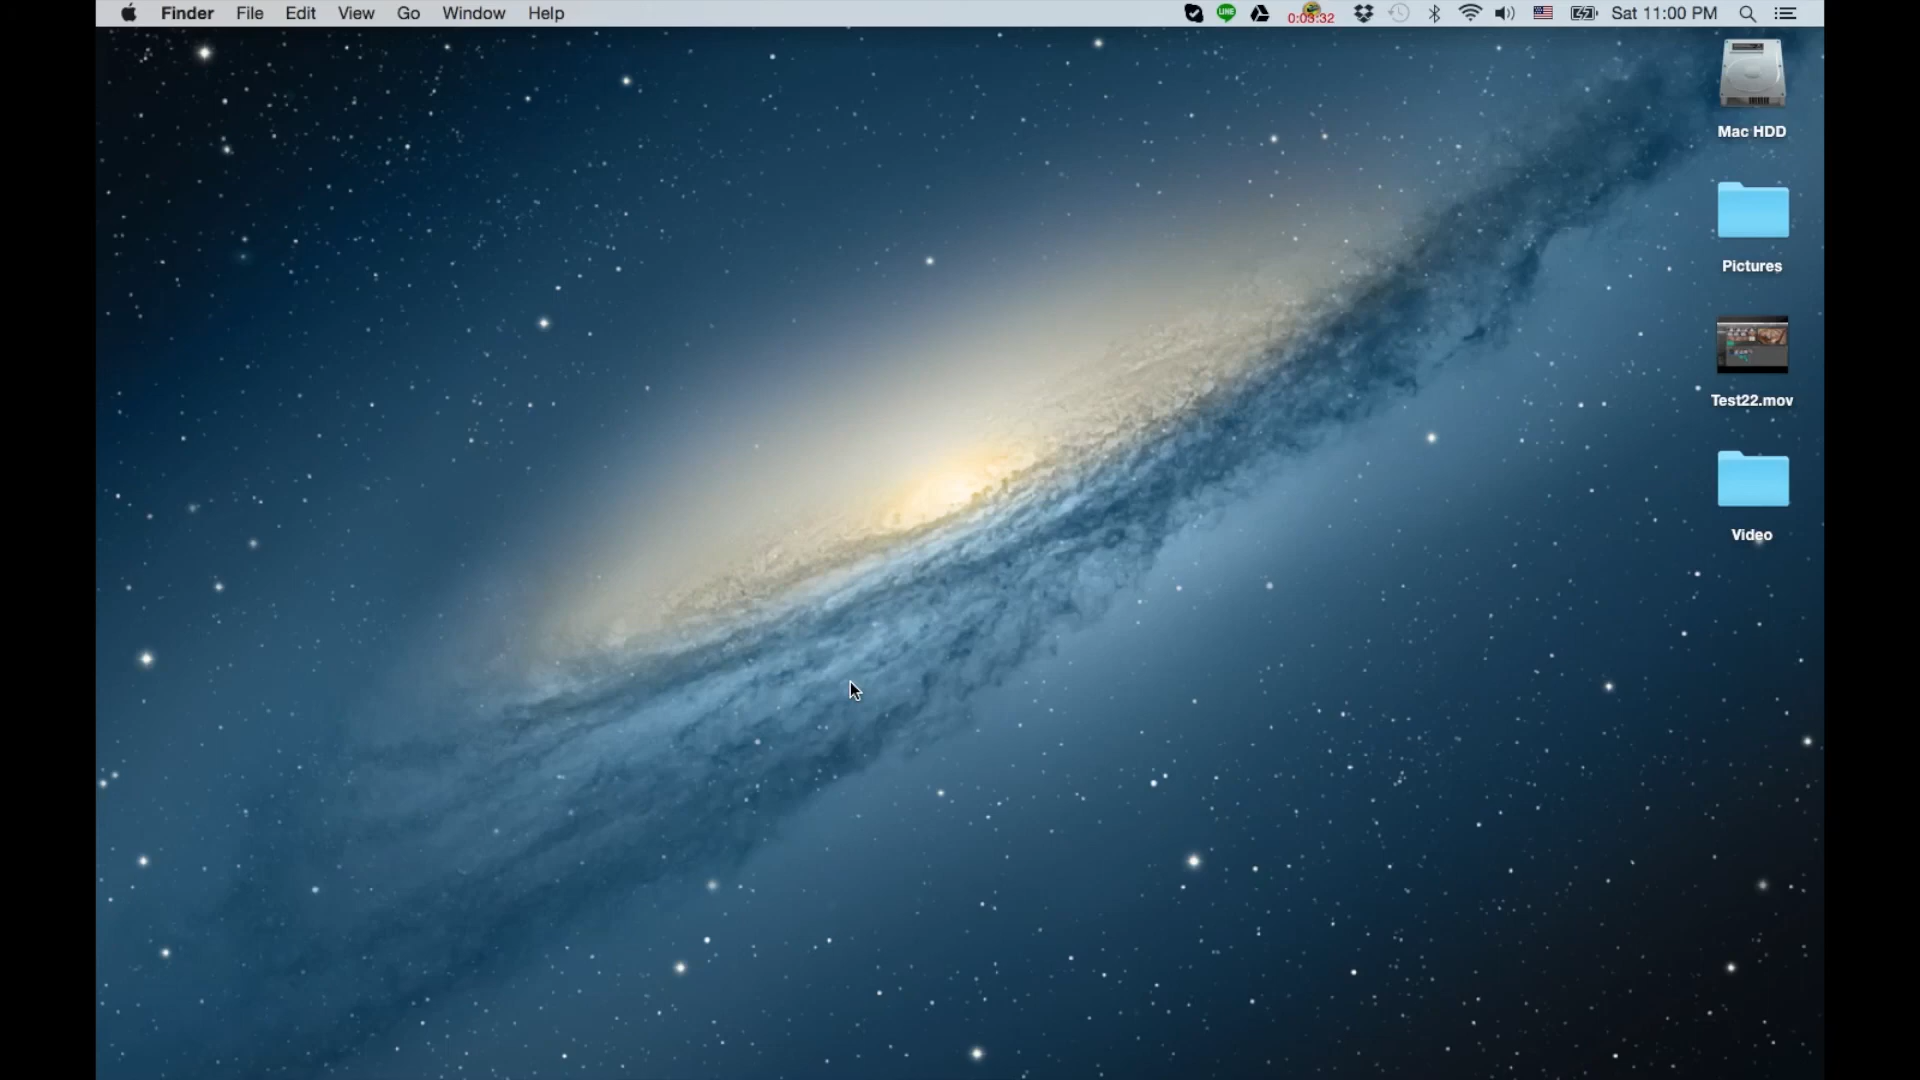 Finder File Edit View Go Window Help LINE 0:03:32 Sat 11:00 PM
Mac HDD
Pictures
Test22.mov
Video